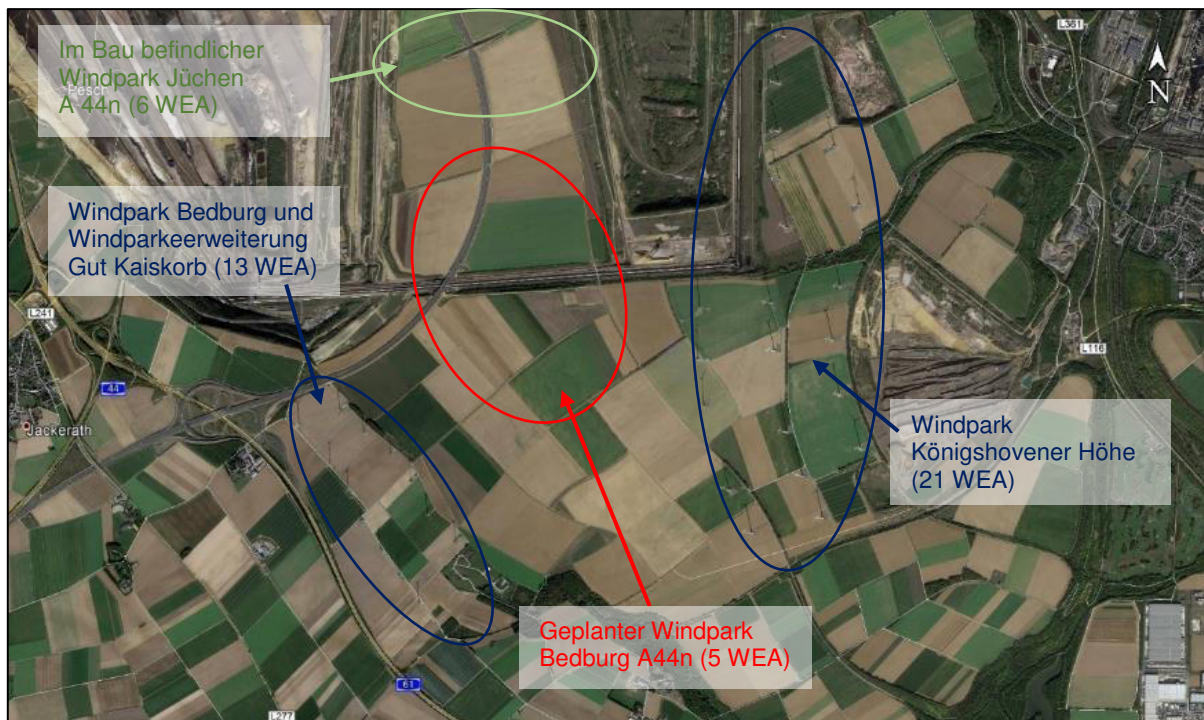 Im Bau befindlicher
Windpark Jüchen
A 44n (6 WEA)
Pesch
L361
N
Windpark Bedburg und
Windparkeerweiterung
Gut Kaiskorb (13 WEA)
L241
L116
44
Jackerath
Windpark
Königshovener Höhe
(21 WEA)
Geplanter Windpark
Bedburg A44n (5 WEA)
61
L277